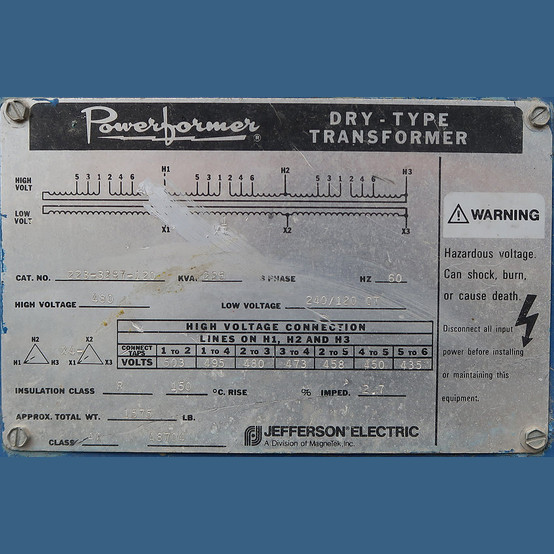 Powerformer ®
DRY-TYPE
TRANSFORMER
HIGH
VOLT
5 3 1 2 4 6 H1 5 3 1 2 4 6 H2 5 3 1 2 4 6 H3
LOW
VOLT
X1 X2 X3
WARNING
Hazardous voltage.
Can shock, burn,
or cause death.
Disconnect all input
power before installing
or maintaining this
equipment.
CAT. NO. KVA 3 PHASE HZ 60
HIGH VOLTAGE 480 LOW VOLTAGE 240/120 CT
HIGH VOLTAGE CONNECTION
LINES ON H1, H2 AND H3
CONNECT
TAPS 1 TO 2 1 TO 4 3 TO 4 2 TO 3 2 TO 5 4 TO 5 5 TO 6
VOLTS 503 495 480 473 458 450 435
H2 X2
H1 H3 X1 X3
INSULATION CLASS R 150 °C. RISE % IMPED.
APPROX. TOTAL WT. LB.
CLASS
JEFFERSON ELECTRIC
A Division of MagneTek, Inc.